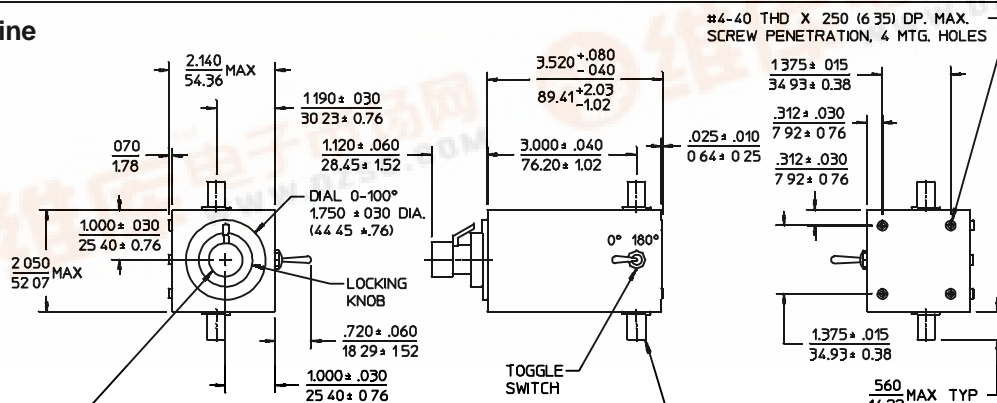 ine
#4-40 THD X 250 (6 35) DP. MAX.
SCREW PENETRATION, 4 MTG. HOLES
2.140
54.36
MAX
1190± 030
30 23± 0.76
070
1.78
1.120±.060
28.45± 1.52
DIAL 0-100°
1.750 ±030 DIA.
(44 45 ±.76)
1.000± 030
25 40± 0.76
2 050
52 07
MAX
LOCKING
KNOB
.720±.060
18 29± 1 52
1.000±.030
25 40± 0 76
3.520 +.080
- 040
89.41 +2.03
-1.02
3.000±.040
76.20± 1.02
.025±.010
0 64± 0 25
0° 180°
TOGGLE
SWITCH
1 375± 015
34 93± 0.38
.312±.030
7 92± 0 76
.312±.030
7 92± 0 76
1.375±.015
34.93± 0.38
560
MAX TYP